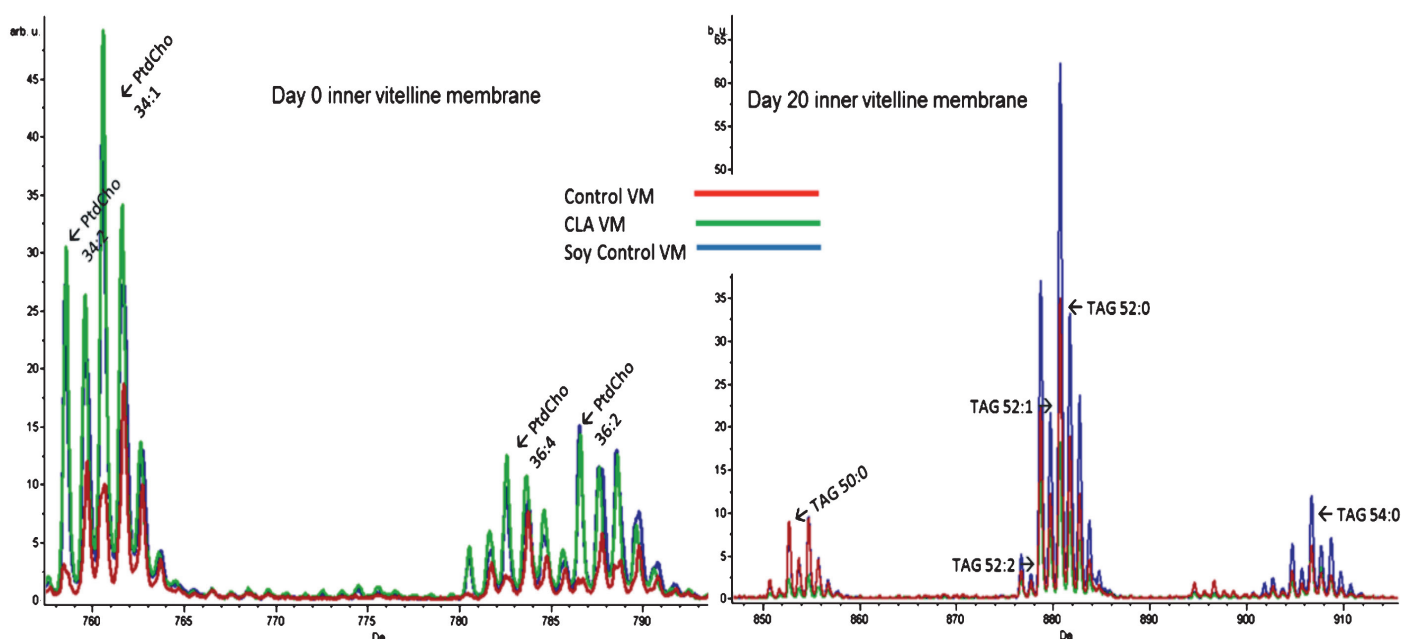 arb. u.
45
40
35
30
25
20
15
10
5
0
← PtdCho
34:2
← PtdCho
34:1
Day 0 inner vitelline membrane
← PtdCho
36:4
← PtdCho
36:2
760
765
770
775
780
785
790
Da
Control VM
CLA VM
Soy Control VM
b. u.
65
60
55
50
35
30
25
20
15
10
5
0
Day 20 inner vitelline membrane
← TAG 52:0
TAG 52:1 →
← TAG 50:0
TAG 52:2 →
← TAG 54:0
850
860
870
880
890
900
910
Da